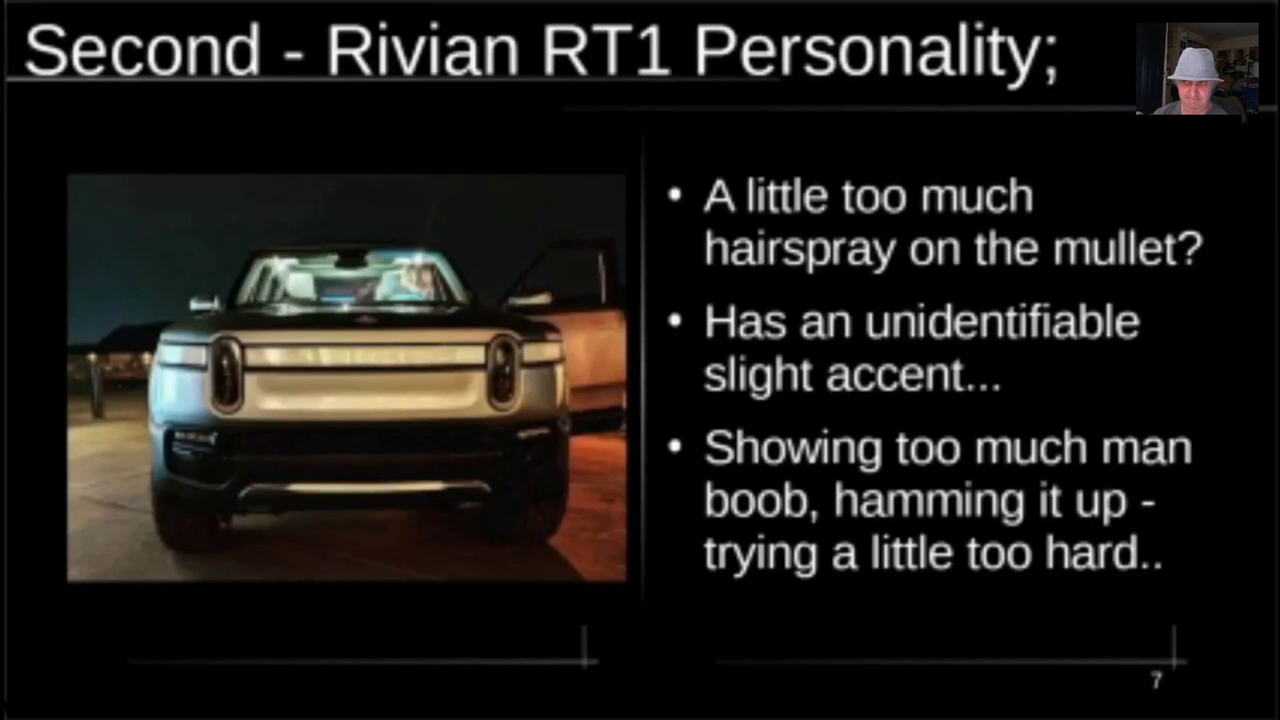 Second - Rivian RT1 Personality;
• A little too much
hairspray on the mullet?
• Has an unidentifiable
slight accent...
• Showing too much man
boob, hamming it up -
trying a little too hard..
7